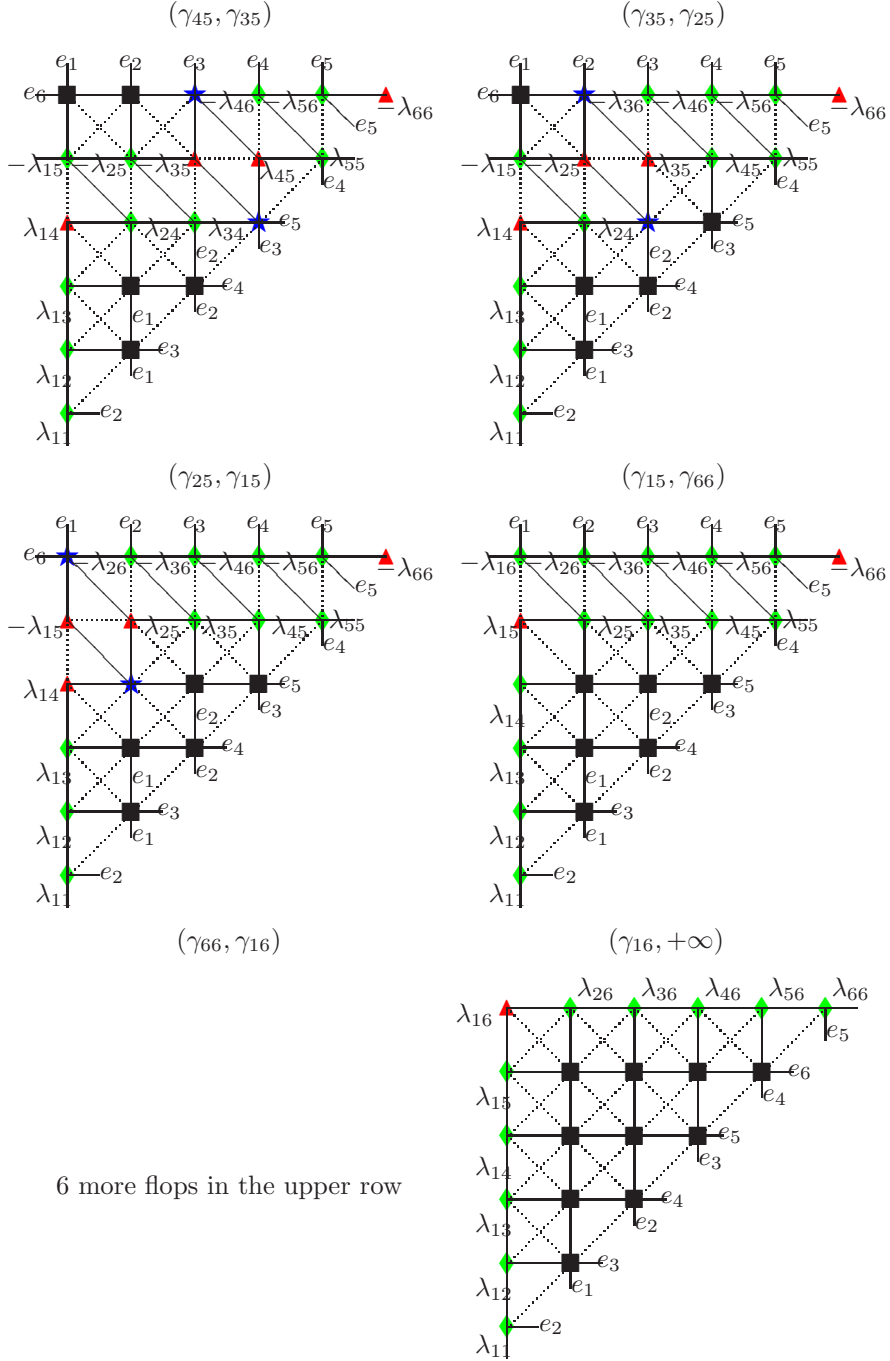 (γ₄₅, γ₃₅) (γ₃₅, γ₂₅)
e₁ e₂ e₃ e₄ e₅ e₁ e₂ e₃ e₄ e₅
e₆ −λ₄₆ −λ₅₆ −λ₆₆ e₆ −λ₃₆ −λ₄₆ −λ₅₆ −λ₆₆
e₅ e₅
−λ₁₅ −λ₂₅ −λ₃₅ λ₄₅ λ₅₅ −λ₁₅ −λ₂₅ λ₃₅ λ₄₅ λ₅₅
e₄ e₄
λ₁₄ λ₂₄ λ₃₄ e₅ λ₁₄ λ₂₄ e₅
e₂ e₃ e₂ e₃
e₄ e₄
λ₁₃ e₁ e₂ λ₁₃ e₁ e₂
e₃ e₃
λ₁₂ e₁ λ₁₂ e₁
e₂ e₂
λ₁₁ λ₁₁
(γ₂₅, γ₁₅) (γ₁₅, γ₆₆)
e₁ e₂ e₃ e₄ e₅ e₁ e₂ e₃ e₄ e₅
e₆ −λ₂₆ −λ₃₆ −λ₄₆ −λ₅₆ −λ₆₆ −λ₁₆ −λ₂₆ −λ₃₆ −λ₄₆ −λ₅₆ −λ₆₆
e₅ e₅
−λ₁₅ λ₂₅ λ₃₅ λ₄₅ λ₅₅ λ₁₅ λ₂₅ λ₃₅ λ₄₅ λ₅₅
e₄ e₄
λ₁₄ e₅ e₅
e₂ e₃ λ₁₄ e₂ e₃
e₄ e₄
λ₁₃ e₁ e₂ λ₁₃ e₁ e₂
e₃ e₃
λ₁₂ e₁ λ₁₂ e₁
e₂ e₂
λ₁₁ λ₁₁
(γ₆₆, γ₁₆) (γ₁₆, +∞)
λ₂₆ λ₃₆ λ₄₆ λ₅₆ λ₆₆
λ₁₆ e₅
e₆
λ₁₅ e₄
e₅
λ₁₄ e₃
6 more flops in the upper row
e₄
λ₁₃ e₂
e₃
λ₁₂ e₁
e₂
λ₁₁